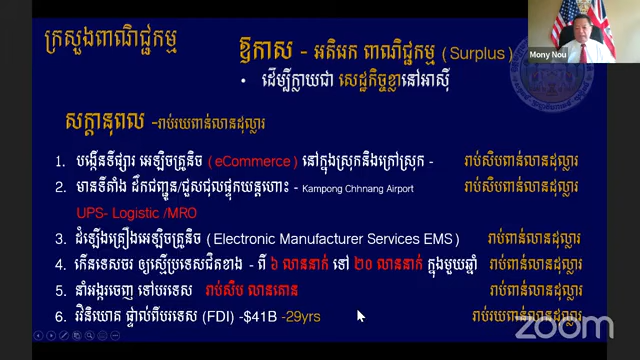 ក្រសួងពាណិជ្ជកម្ម
ឱកាស - អតិរេក ពាណិជ្ជកម្ម (Surplus)
Mony Nou
• ដើម្បីក្លាយជា សេដ្ឋកិច្ចខ្លានៅអាស៊ី
សក្តានុពល -រាប់រយពាន់លានដុល្លារ
1. បង្កើនទីផ្សារ អេឡិចត្រូនិច (eCommerce) នៅក្នុងស្រុកនិងក្រៅស្រុក - រាប់សិបពាន់លានដុល្លារ
2. មានទីតាំង ដឹកជញ្ជូន/ជួសជុលផ្ទុកយន្តហោះ - Kampong Chhnang Airport រាប់សិបពាន់លានដុល្លារ
UPS- Logistic /MRO
3. ដំឡើងគ្រឿងអេឡិចត្រូនិច (Electronic Manufacturer Services EMS) រាប់ពាន់លានដុល្លារ
4. កើនទេសចរ ឲ្យស្មើប្រទេសជិតខាង - ពី ៦ លាននាក់ ទៅ ២០ លាននាក់ ក្នុងមួយឆ្នាំ រាប់ពាន់លានដុល្លារ
5. នាំអង្ករចេញ ទៅបរទេស រាប់សឹប លានតោន រាប់ពាន់លានដុល្លារ
6. វិនិយោគ ផ្ទាល់ពីបរទេស (FDI) -$41B -29yrs រាប់រយពាន់លានដុល្លារ
zoom